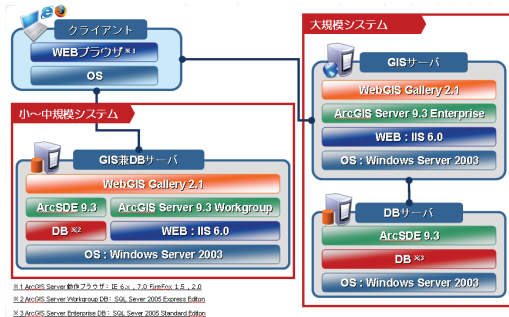 クライアント
WEBブラウザ※1
OS
小～中規模システム
GIS兼DBサーバ
WebGIS Gallery 2.1
ArcSDE 9.3
ArcGIS Server 9.3 Workgroup
DB ※2
WEB : IIS 6.0
OS : Windows Server 2003
大規模システム
GISサーバ
WebGIS Gallery 2.1
ArcGIS Server 9.3 Enterprise
WEB : IIS 6.0
OS : Windows Server 2003
DBサーバ
ArcSDE 9.3
DB ※3
OS : Windows Server 2003
※1 ArcGIS Server 動作ブラウザ : IE 6.x , 7.0 FirmFox 1.5 , 2.0
※2 ArcGIS Server Workgroup DB : SQL Sever 2005 Express Editon
※3 ArcGIS Server Enterprise DB : SQL Sever 2005 Standard Editon